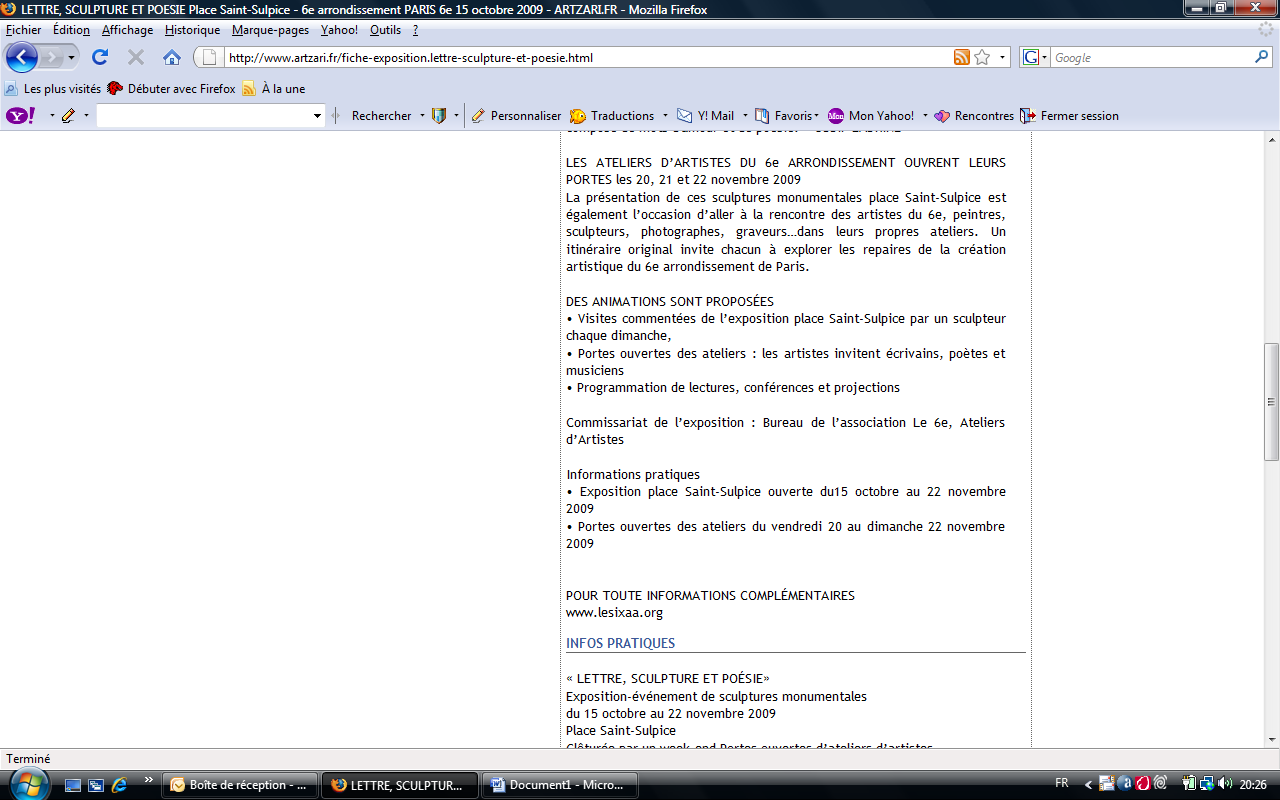 LETTRE, SCULPTURE ET POESIE Place Saint-Sulpice - 6e arrondissement PARIS 6e 15 octobre 2009 - ARTZARI.FR - Mozilla Firefox
Fichier Édition Affichage Historique Marque-pages Yahoo! Outils ?
http://www.artzari.fr/fiche-exposition.lettre-sculpture-et-poesie.html
G Google
Les plus visités Débuter avec Firefox À la une
Y! Rechercher Personnaliser Traductions Y! Mail Favoris Mon Mon Yahoo! Rencontres Fermer session
LES ATELIERS D’ARTISTES DU 6e ARRONDISSEMENT OUVRENT LEURS
PORTES les 20, 21 et 22 novembre 2009
La présentation de ces sculptures monumentales place Saint-Sulpice est
également l’occasion d’aller à la rencontre des artistes du 6e, peintres,
sculpteurs, photographes, graveurs…dans leurs propres ateliers. Un
itinéraire original invite chacun à explorer les repaires de la création
artistique du 6e arrondissement de Paris.
DES ANIMATIONS SONT PROPOSÉES
• Visites commentées de l’exposition place Saint-Sulpice par un sculpteur
chaque dimanche,
• Portes ouvertes des ateliers : les artistes invitent écrivains, poètes et
musiciens
• Programmation de lectures, conférences et projections
Commissariat de l’exposition : Bureau de l’association Le 6e, Ateliers
d’Artistes
Informations pratiques
• Exposition place Saint-Sulpice ouverte du15 octobre au 22 novembre
2009
• Portes ouvertes des ateliers du vendredi 20 au dimanche 22 novembre
2009
POUR TOUTE INFORMATIONS COMPLÉMENTAIRES
www.lesixaa.org
INFOS PRATIQUES
« LETTRE, SCULPTURE ET POÉSIE»
Exposition-événement de sculptures monumentales
du 15 octobre au 22 novembre 2009
Place Saint-Sulpice
Clôturée par un week-end Portes ouvertes d’ateliers d’artistes
Terminé
Boîte de réception - ... LETTRE, SCULPTUR... Document1 - Micro... FR 20:26